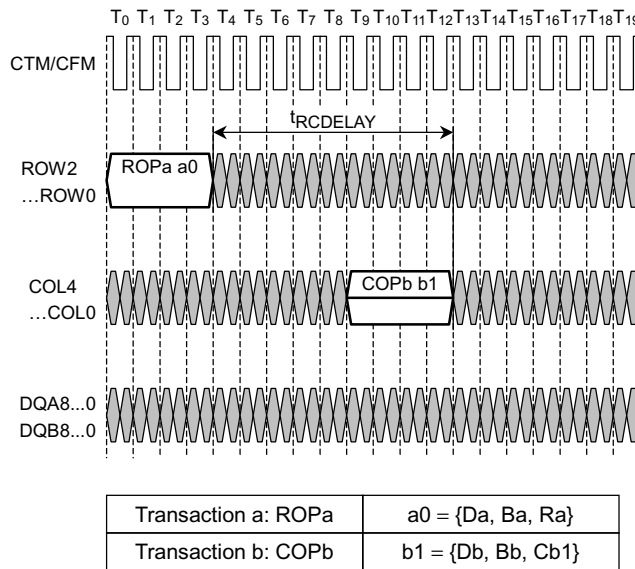 T0 T1 T2 T3 T4 T5 T6 T7 T8 T9 T10 T11 T12 T13 T14 T15 T16 T17 T18 T19
CTM/CFM
tRCDELAY
ROW2
…ROW0
ROPa a0
COL4
…COL0
COPb b1
DQA8...0
DQB8...0
Transaction a: ROPa a0 = {Da, Ba, Ra}
Transaction b: COPb b1 = {Db, Bb, Cb1}